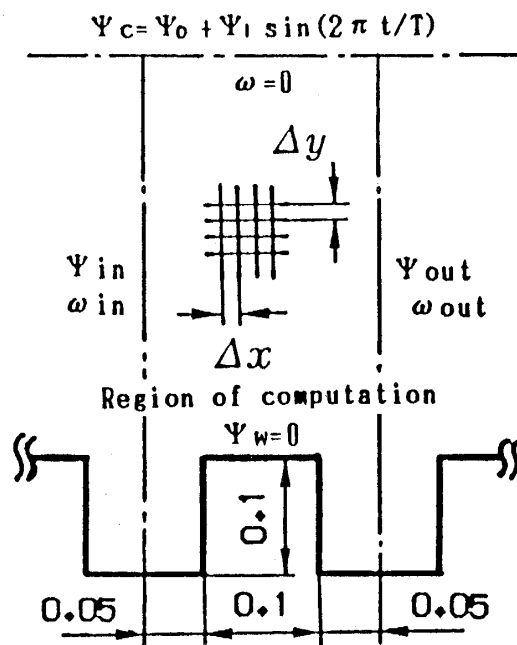 Ψc=Ψ0 + Ψ1 sin(2π t/T)
ω=0
Δy
Ψin
ωin
Ψout
ωout
Δx
Region of computation
Ψw=0
0.1
0.05
0.1
0.05